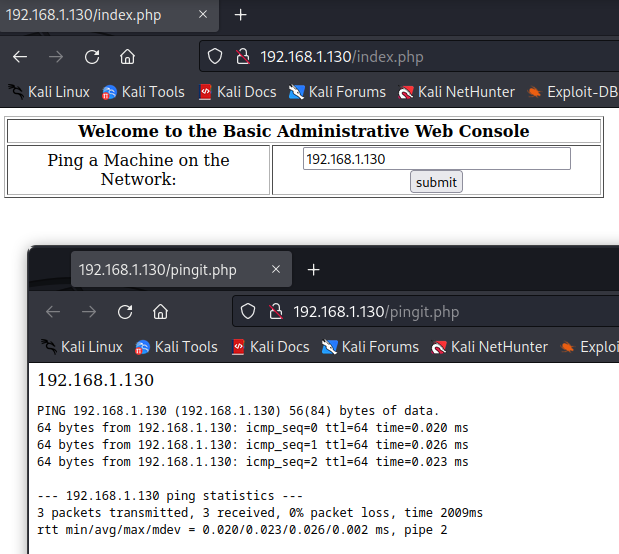 192.168.1.130/index.php × +
192.168.1.130/index.php
Kali Linux Kali Tools Kali Docs Kali Forums Kali NetHunter Exploit-DB
Welcome to the Basic Administrative Web Console
Ping a Machine on the
Network:
192.168.1.130
submit
192.168.1.130/pingit.php × +
192.168.1.130/pingit.php
Kali Linux Kali Tools Kali Docs Kali Forums Kali NetHunter Exploi
192.168.1.130
PING 192.168.1.130 (192.168.1.130) 56(84) bytes of data.
64 bytes from 192.168.1.130: icmp_seq=0 ttl=64 time=0.020 ms
64 bytes from 192.168.1.130: icmp_seq=1 ttl=64 time=0.026 ms
64 bytes from 192.168.1.130: icmp_seq=2 ttl=64 time=0.023 ms
--- 192.168.1.130 ping statistics ---
3 packets transmitted, 3 received, 0% packet loss, time 2009ms
rtt min/avg/max/mdev = 0.020/0.023/0.026/0.002 ms, pipe 2